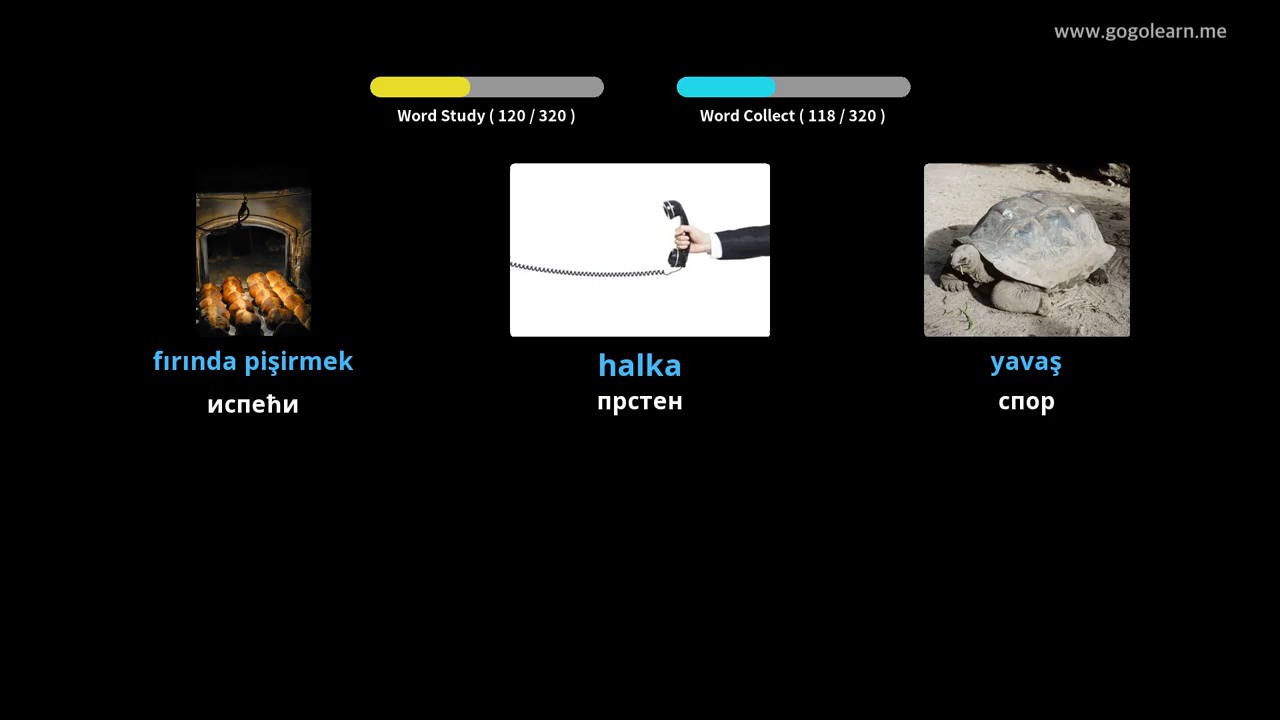 www.gogolearn.me
Word Study ( 120 / 320 )
Word Collect ( 118 / 320 )
fırında pişirmek
испећи
halka
прстен
yavaş
спор